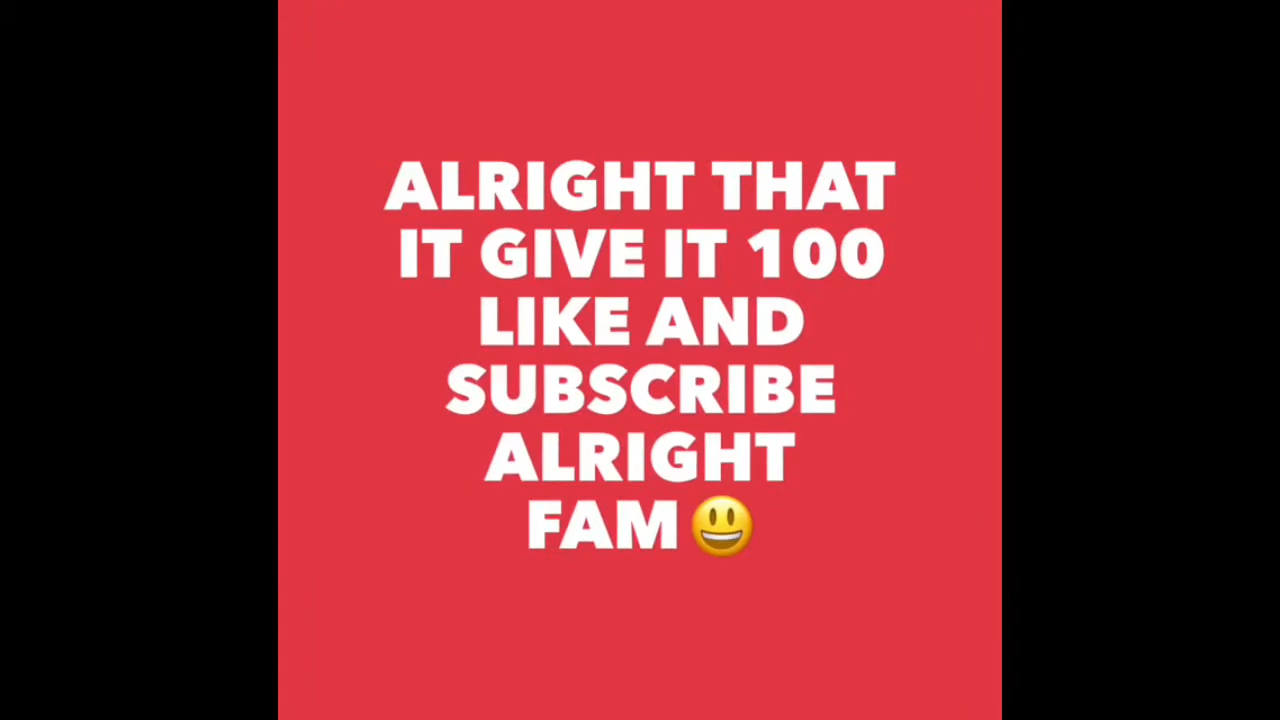 ALRIGHT THAT
IT GIVE IT 100
LIKE AND
SUBSCRIBE
ALRIGHT
FAM 😃